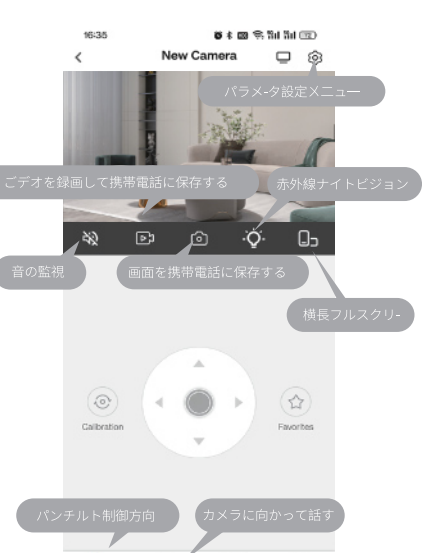 16:35
New Camera
パラメ-タ設定メニュー
ごデオを録画して携帯電話に保存する
赤外線ナイトビジョン
音の監視
画面を携帯電話に保存する
横長フルスクリ-
Calibration
Favorites
パンチルト制御方向
カメラに向かって話す